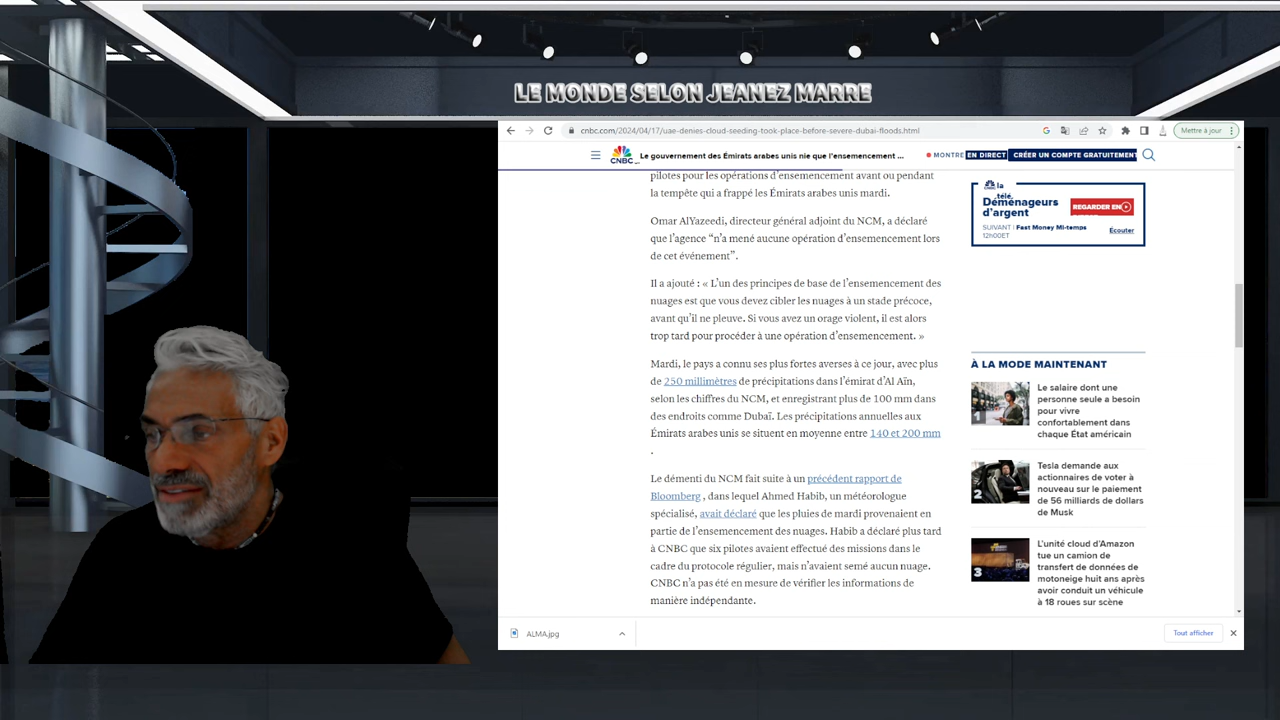 LE MONDE SELON JEANEZ MARRE
cnbc.com/2024/04/17/uae-denies-cloud-seeding-took-place-before-severe-dubai-floods.html
Mettre à jour
CNBC
Le gouvernement des Émirats arabes unis nie que l'ensemencement ...
MONTRE EN DIRECT
CRÉER UN COMPTE GRATUITEMENT
pilotes pour les opérations d'ensemencement avant ou pendant
la tempête qui a frappé les Émirats arabes unis mardi.
Omar AlYazeedi, directeur général adjoint du NCM, a déclaré
que l'agence “n'a mené aucune opération d'ensemencement lors
de cet événement”.
Il a ajouté : « L'un des principes de base de l'ensemencement des
nuages est que vous devez cibler les nuages à un stade précoce,
avant qu'il ne pleuve. Si vous avez un orage violent, il est alors
trop tard pour procéder à une opération d'ensemencement. »
Mardi, le pays a connu ses plus fortes averses à ce jour, avec plus
de 250 millimètres de précipitations dans l'émirat d'Al Aïn,
selon les chiffres du NCM, et enregistrant plus de 100 mm dans
des endroits comme Dubaï. Les précipitations annuelles aux
Émirats arabes unis se situent en moyenne entre 140 et 200 mm
.
Le démenti du NCM fait suite à un précédent rapport de
Bloomberg , dans lequel Ahmed Habib, un météorologue
spécialisé, avait déclaré que les pluies de mardi provenaient en
partie de l'ensemencement des nuages. Habib a déclaré plus tard
à CNBC que six pilotes avaient effectué des missions dans le
cadre du protocole régulier, mais n'avaient semé aucun nuage.
CNBC n'a pas été en mesure de vérifier les informations de
manière indépendante.
la
télé
Déménageurs
d'argent
REGARDER EN
SUIVANT | Fast Money Mi-temps
12h00ET
Écouter
À LA MODE MAINTENANT
1
Le salaire dont une
personne seule a besoin
pour vivre
confortablement dans
chaque État américain
2
Tesla demande aux
actionnaires de voter à
nouveau sur le paiement
de 56 milliards de dollars
de Musk
3
L'unité cloud d'Amazon
tue un camion de
transfert de données de
motoneige huit ans après
avoir conduit un véhicule
à 18 roues sur scène
ALMA.jpg
Tout afficher